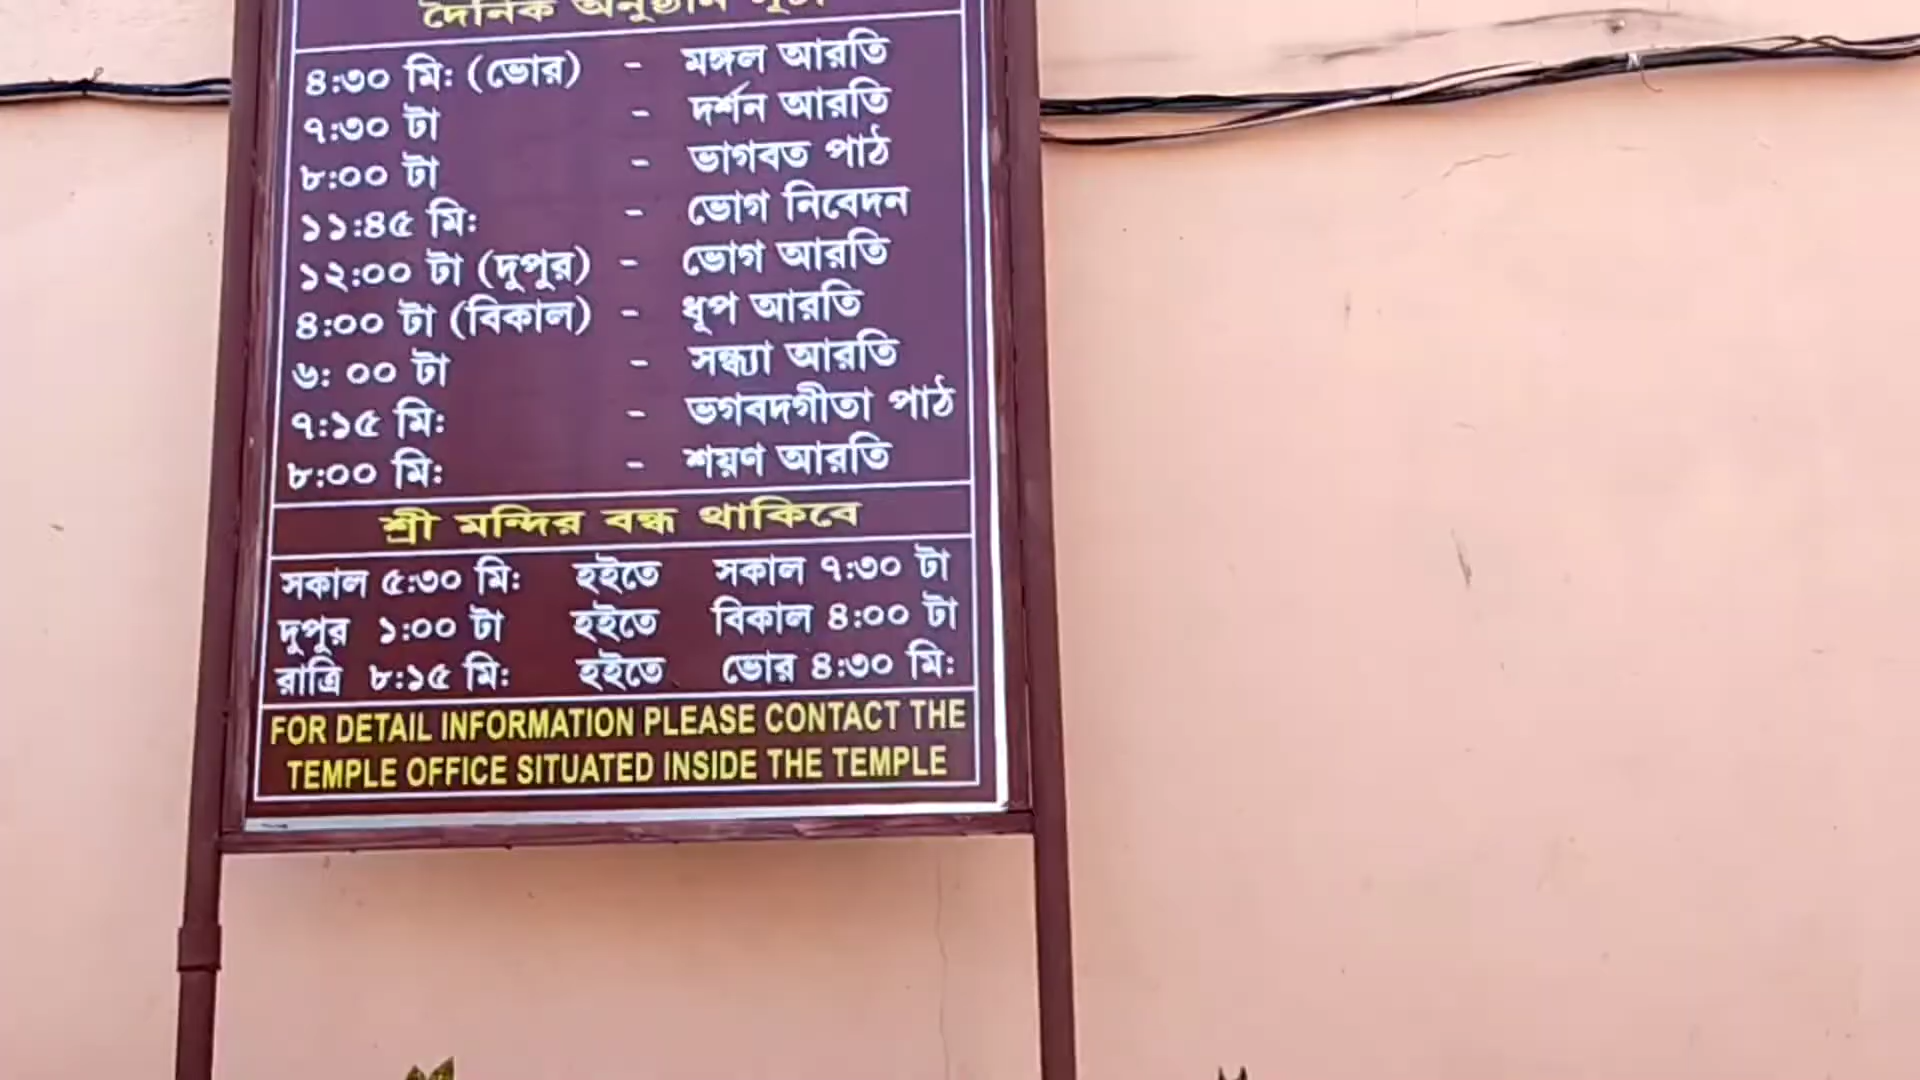 দৈনিক অনুষ্ঠান সূচী
৪:৩০ মি: (ভোর) - মঙ্গল আরতি
৭:৩০ টা - দর্শন আরতি
৮:০০ টা - ভাগবত পাঠ
১১:৪৫ মি: - ভোগ নিবেদন
১২:০০ টা (দুপুর) - ভোগ আরতি
৪:০০ টা (বিকাল) - ধূপ আরতি
৬: ০০ টা - সন্ধ্যা আরতি
৭:১৫ মি: - ভগবদগীতা পাঠ
৮:০০ মি: - শয়ণ আরতি
শ্রী মন্দির বন্ধ থাকিবে
সকাল ৫:৩০ মি: হইতে সকাল ৭:৩০ টা
দুপুর ১:০০ টা হইতে বিকাল ৪:০০ টা
রাত্রি ৮:১৫ মি: হইতে ভোর ৪:৩০ মি:
FOR DETAIL INFORMATION PLEASE CONTACT THE
TEMPLE OFFICE SITUATED INSIDE THE TEMPLE